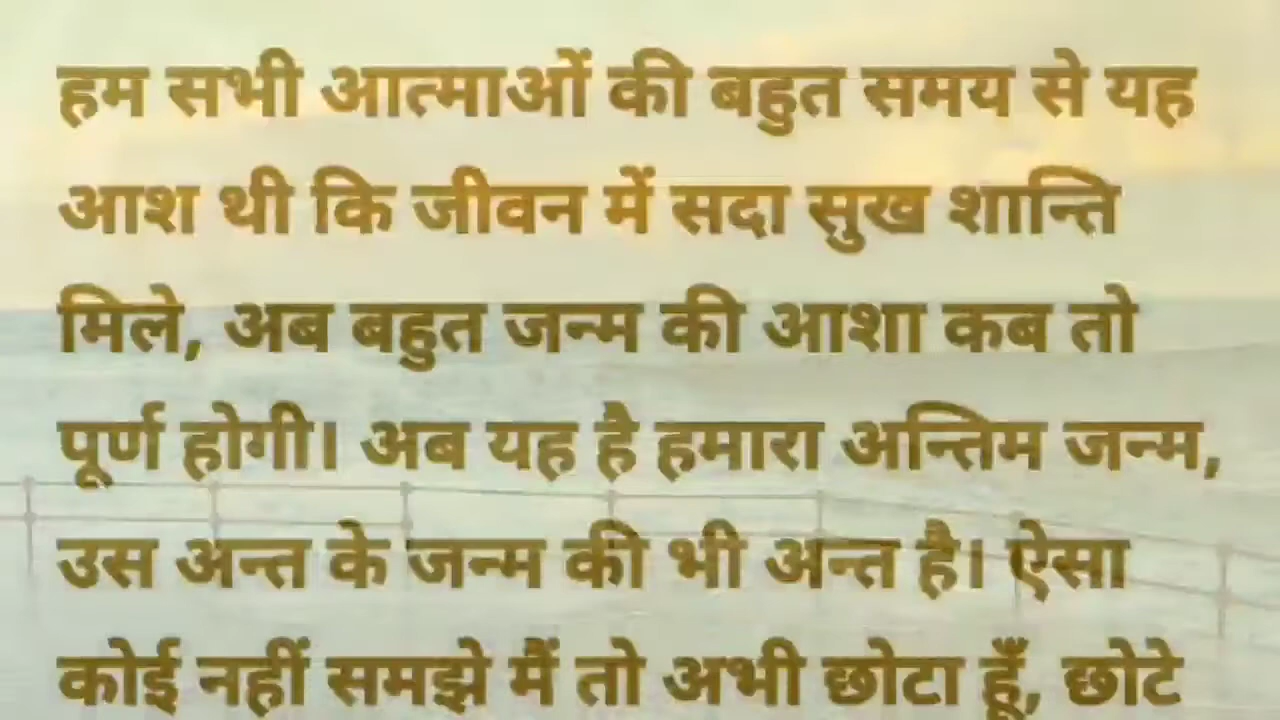 हम सभी आत्माओं की बहुत समय से यह
आश थी कि जीवन में सदा सुख शान्ति
मिले, अब बहुत जन्म की आशा कब तो
पूर्ण होगी। अब यह है हमारा अन्तिम जन्म,
उस अन्त के जन्म की भी अन्त है। ऐसा
कोई नहीं समझे मैं तो अभी छोटा हूँ, छोटे